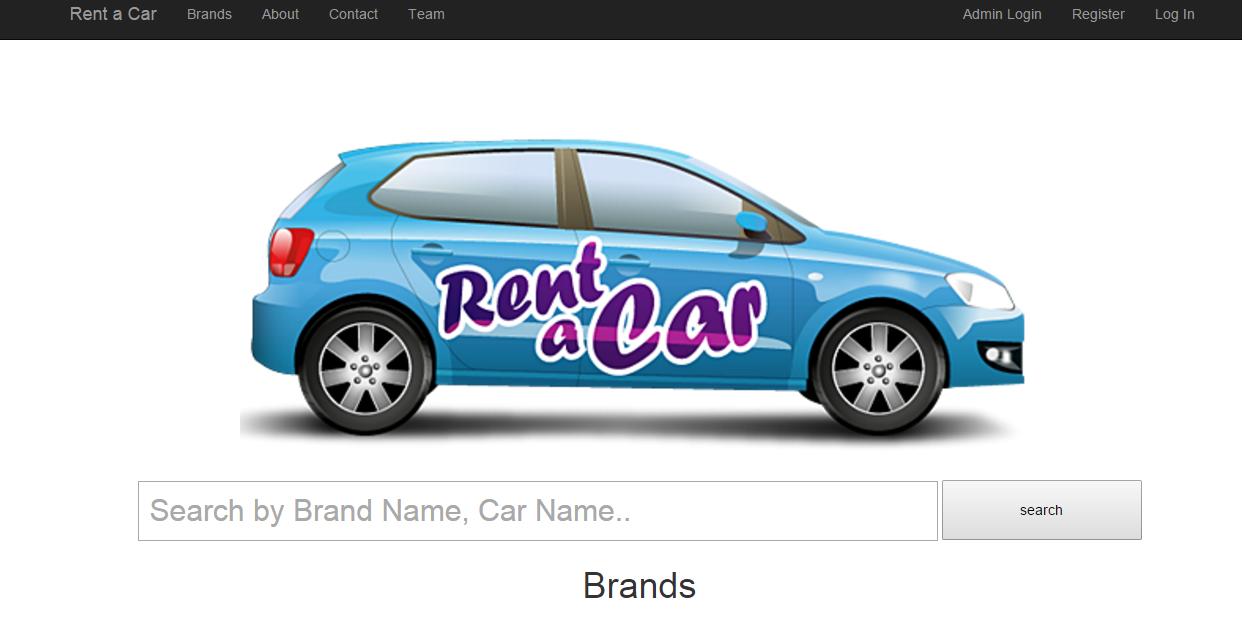 Rent a Car Brands About Contact Team Admin Login Register Log In
Rent
a Car
Search by Brand Name, Car Name..
search
Brands